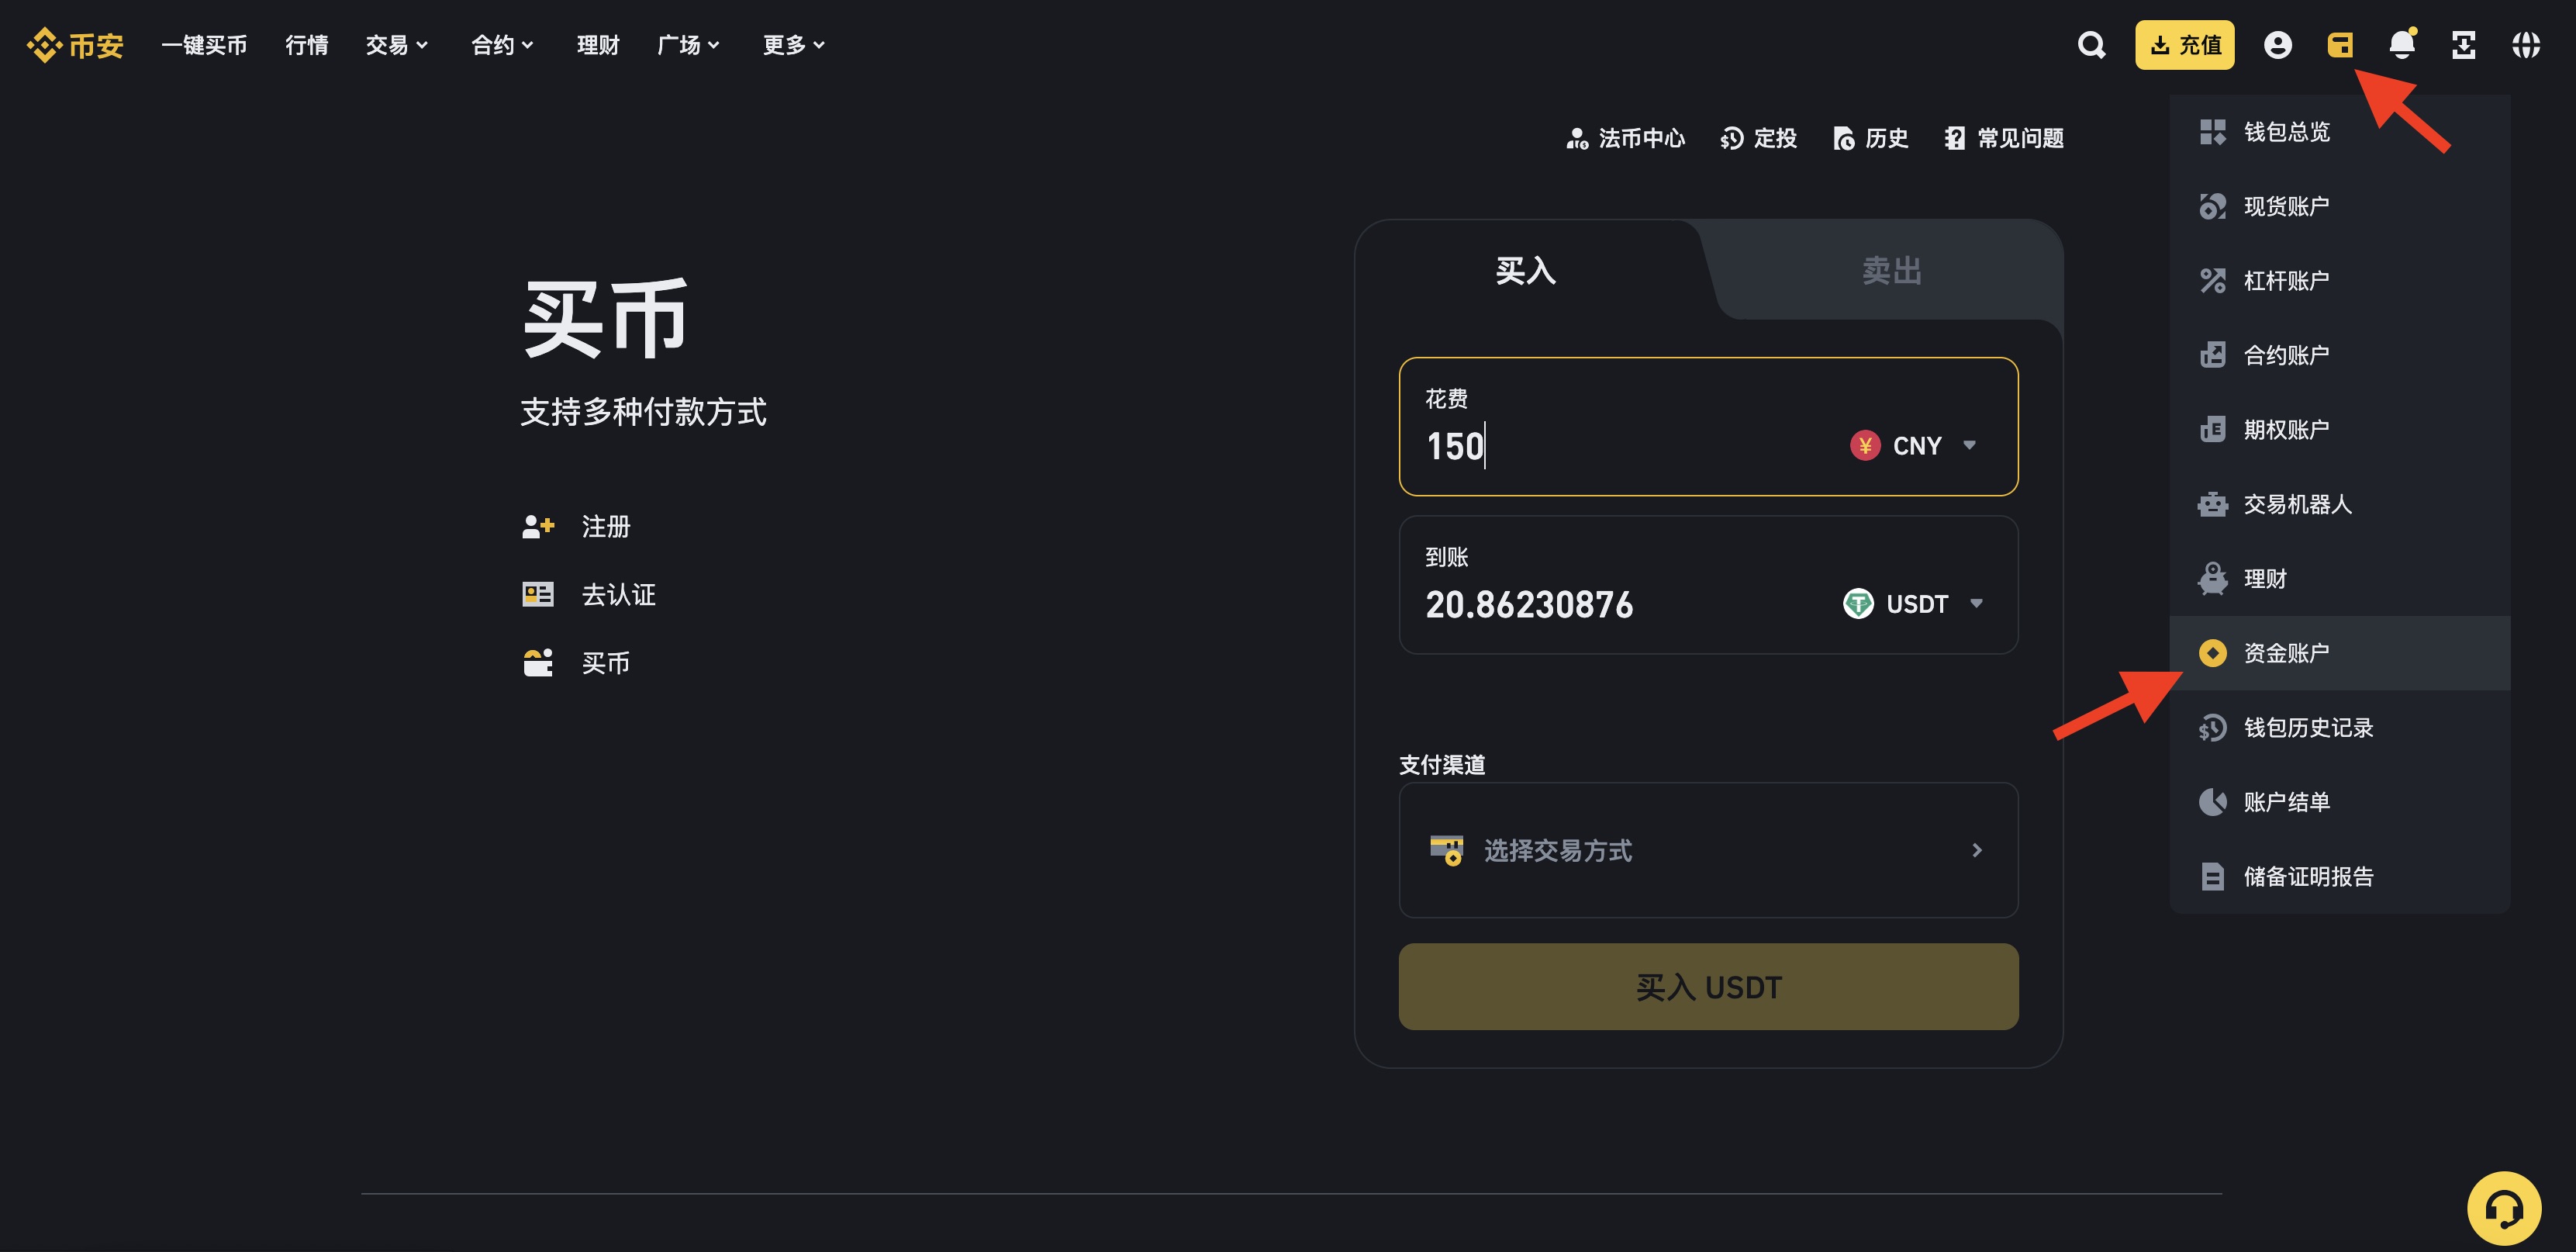 币安 一键买币 行情 交易 合约 理财 广场 更多 充值
法币中心 定投 历史 常见问题
买币
支持多种付款方式
注册
去认证
买币
买入 卖出
花费
150 ¥ CNY
到账
20.86230876 USDT
支付渠道
选择交易方式
买入 USDT
钱包总览
现货账户
杠杆账户
合约账户
期权账户
交易机器人
理财
资金账户
钱包历史记录
账户结单
储备证明报告